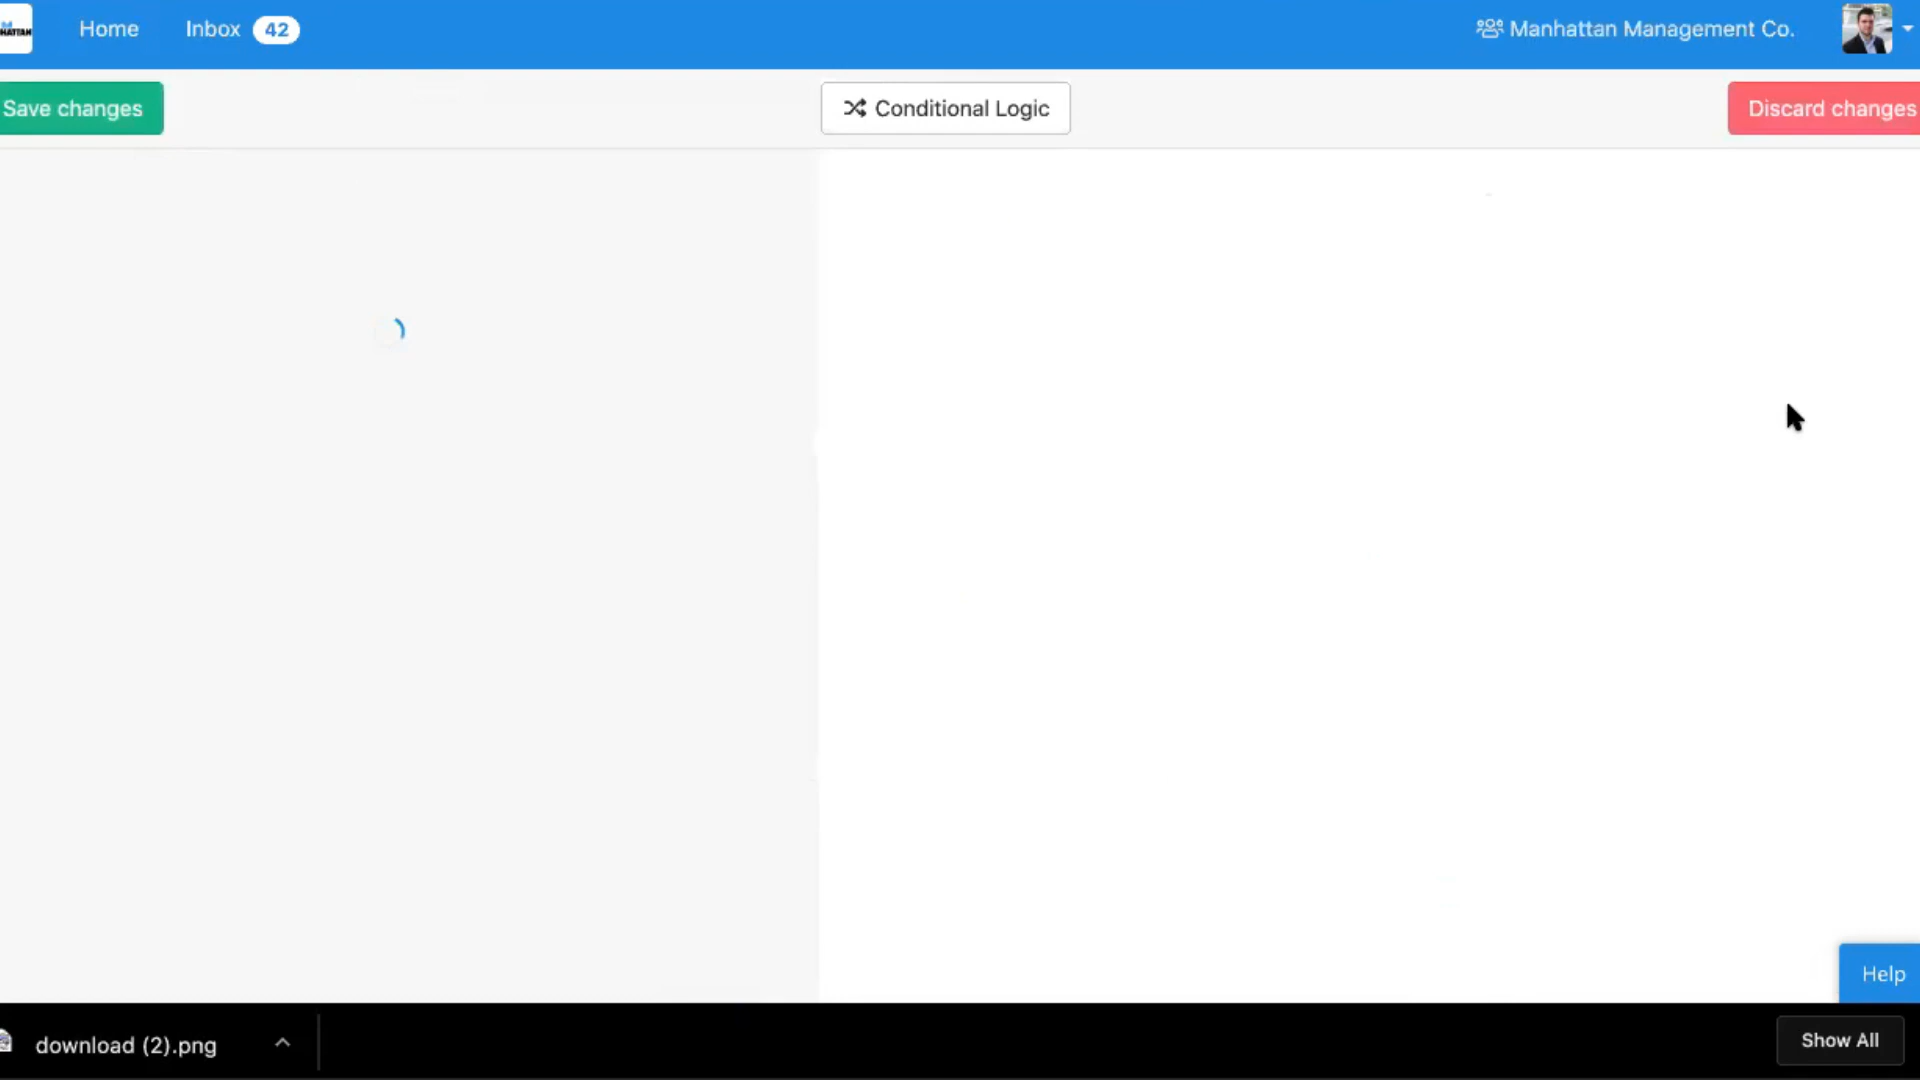 Home
Inbox 42
Manhattan Management Co.
Save changes
Conditional Logic
Discard changes
Help
download (2).png
Show All